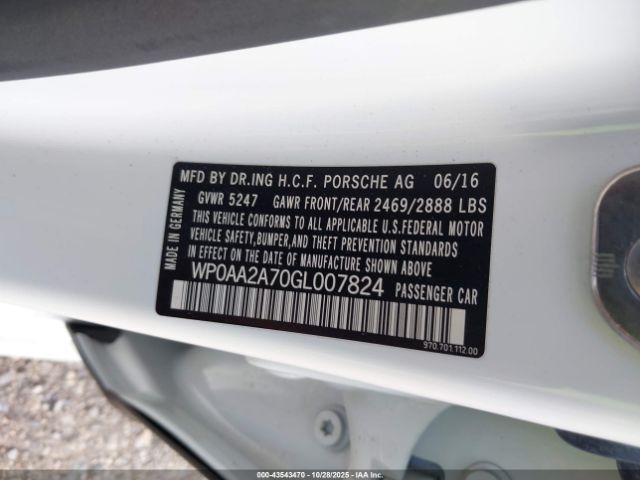 MFD BY DR.ING H.C.F. PORSCHE AG 06/16
GVWR 5247 GAWR FRONT/REAR 2469/2888 LBS
THIS VEHICLE CONFORMS TO ALL APPLICABLE U.S.FEDERAL MOTOR
VEHICLE SAFETY,BUMPER,AND THEFT PREVENTION STANDARDS
IN EFFECT ON THE DATE OF MANUFACTURE SHOWN ABOVE.
WP0AA2A70GL007824 PASSENGER CAR
MADE IN GERMANY
970.701.112.00
000-43543470 | 10/28/2025 | IAAI.COM